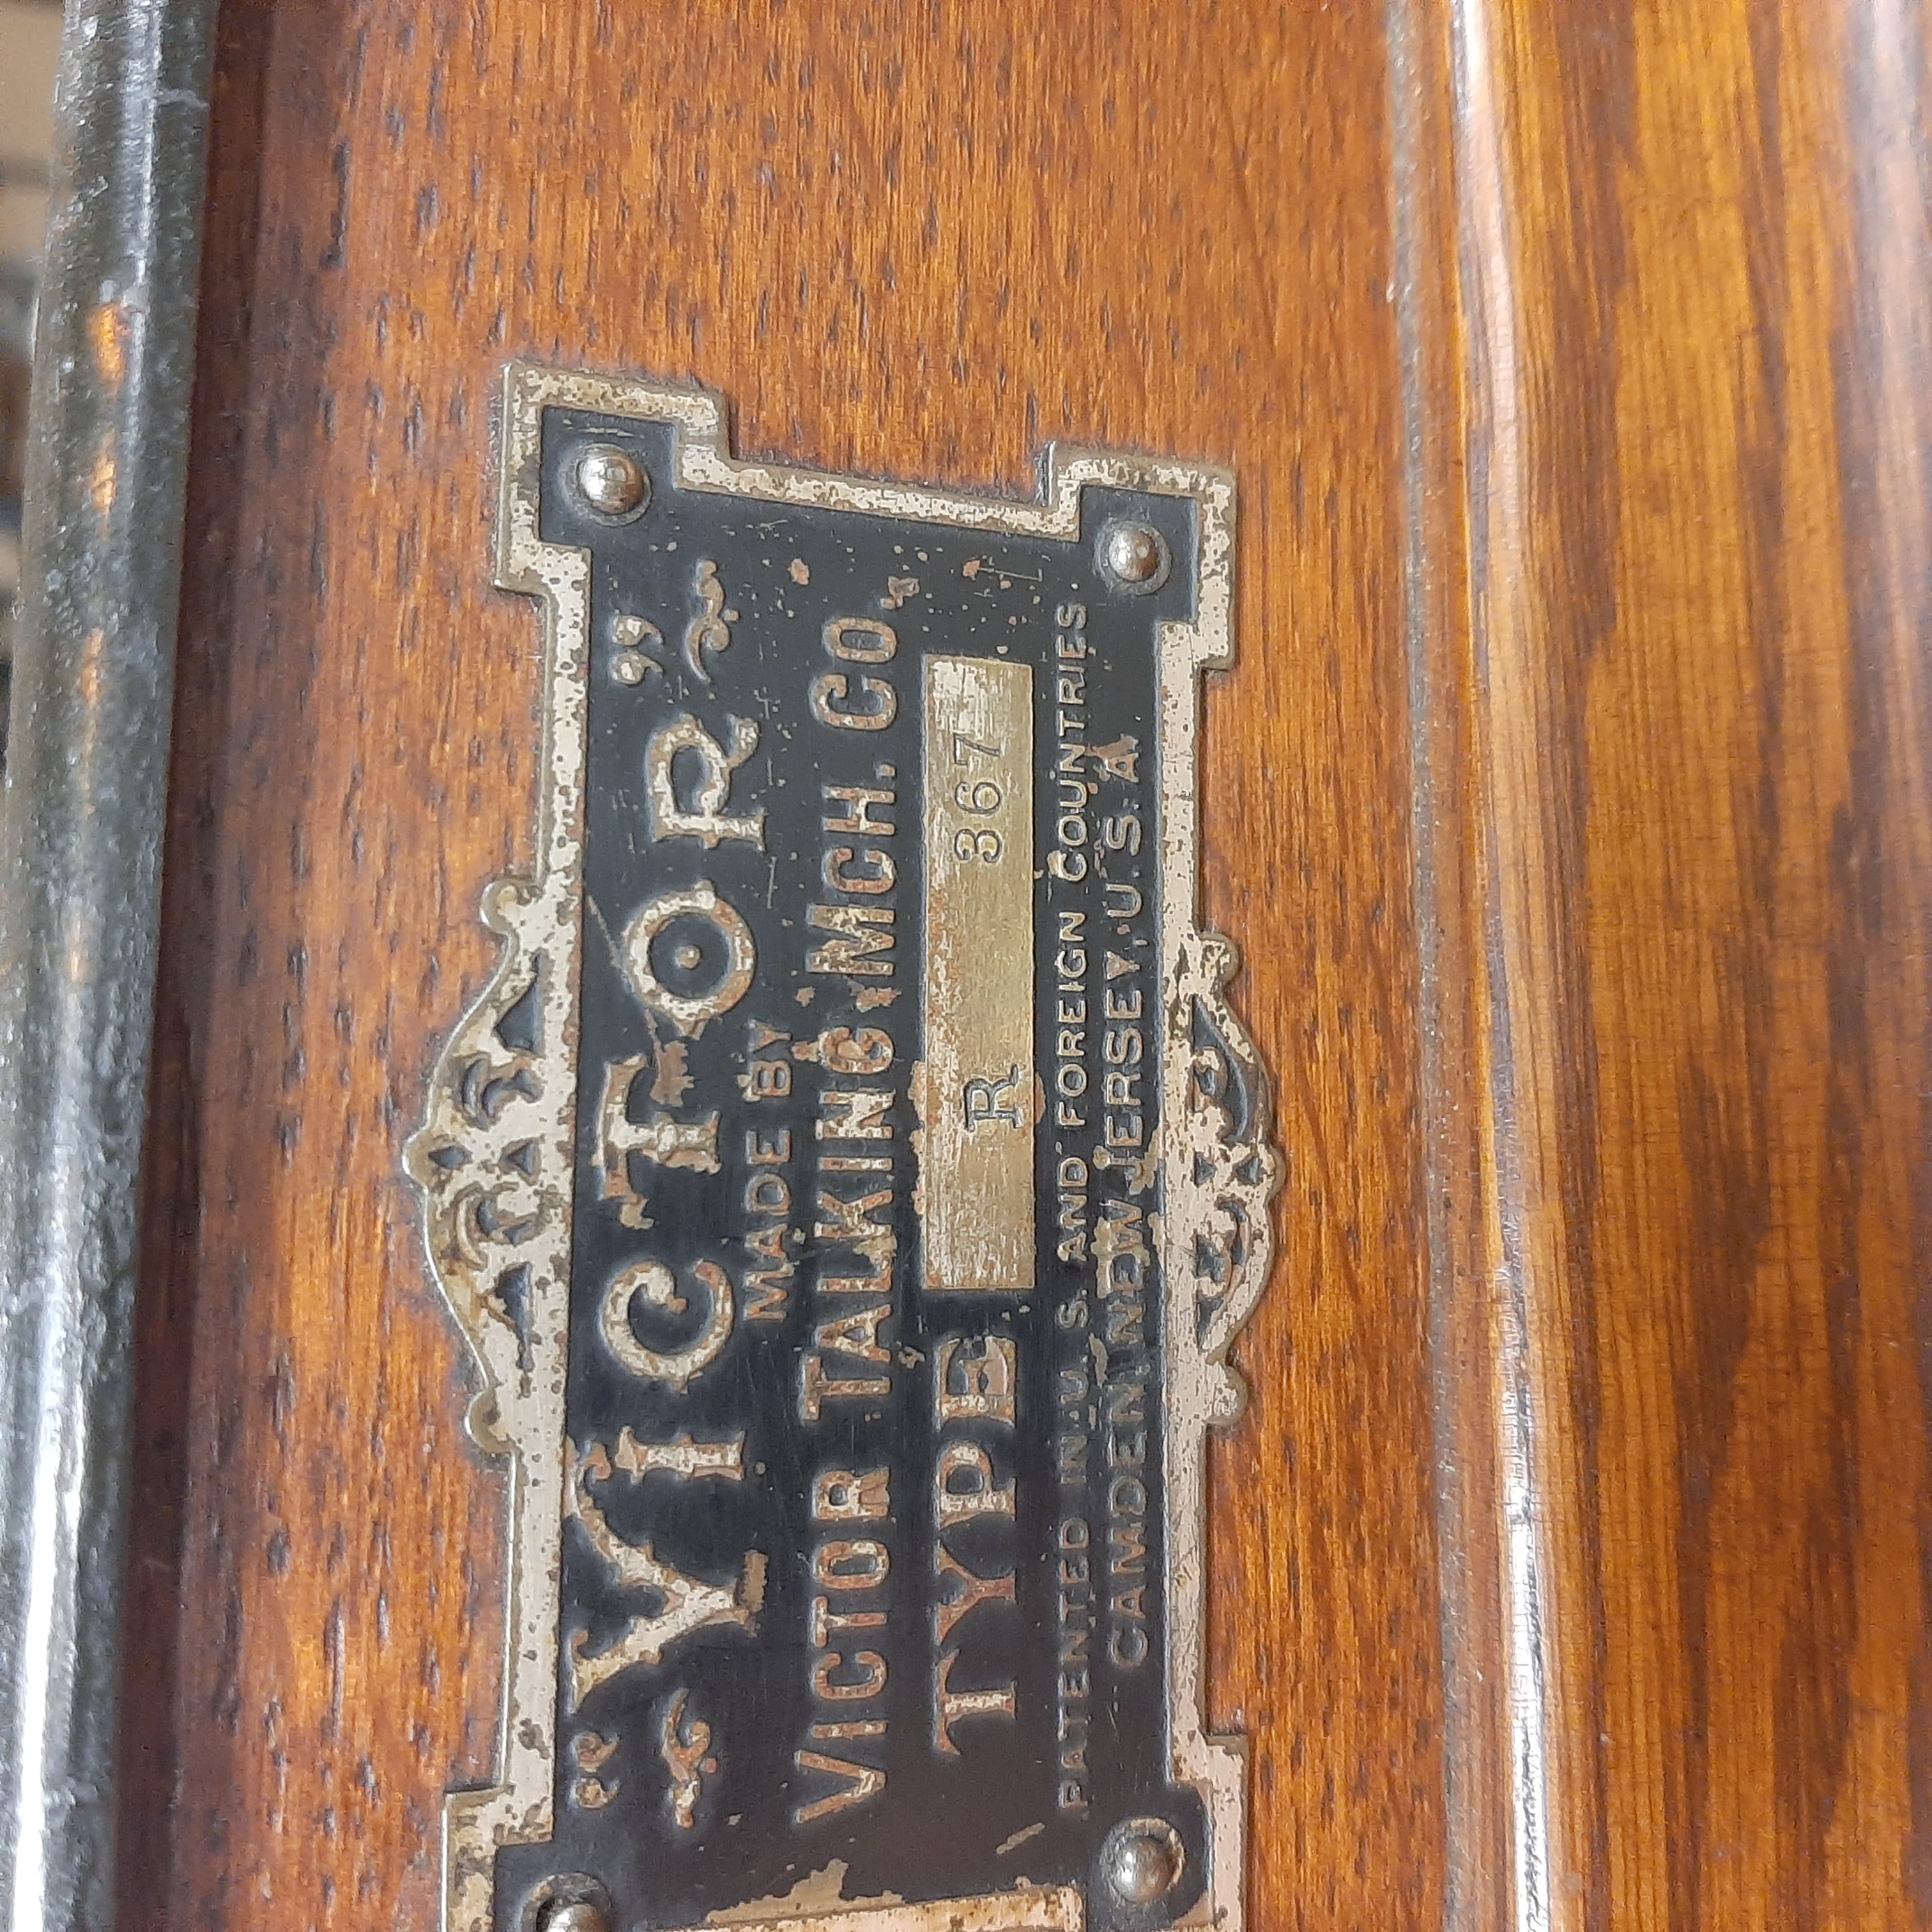 "VICTOR"
MADE BY
VICTOR TALKING MCH. CO.
TYPE R 367
PATENTED IN U.S. AND FOREIGN COUNTRIES
CAMDEN, NEW JERSEY, U.S.A